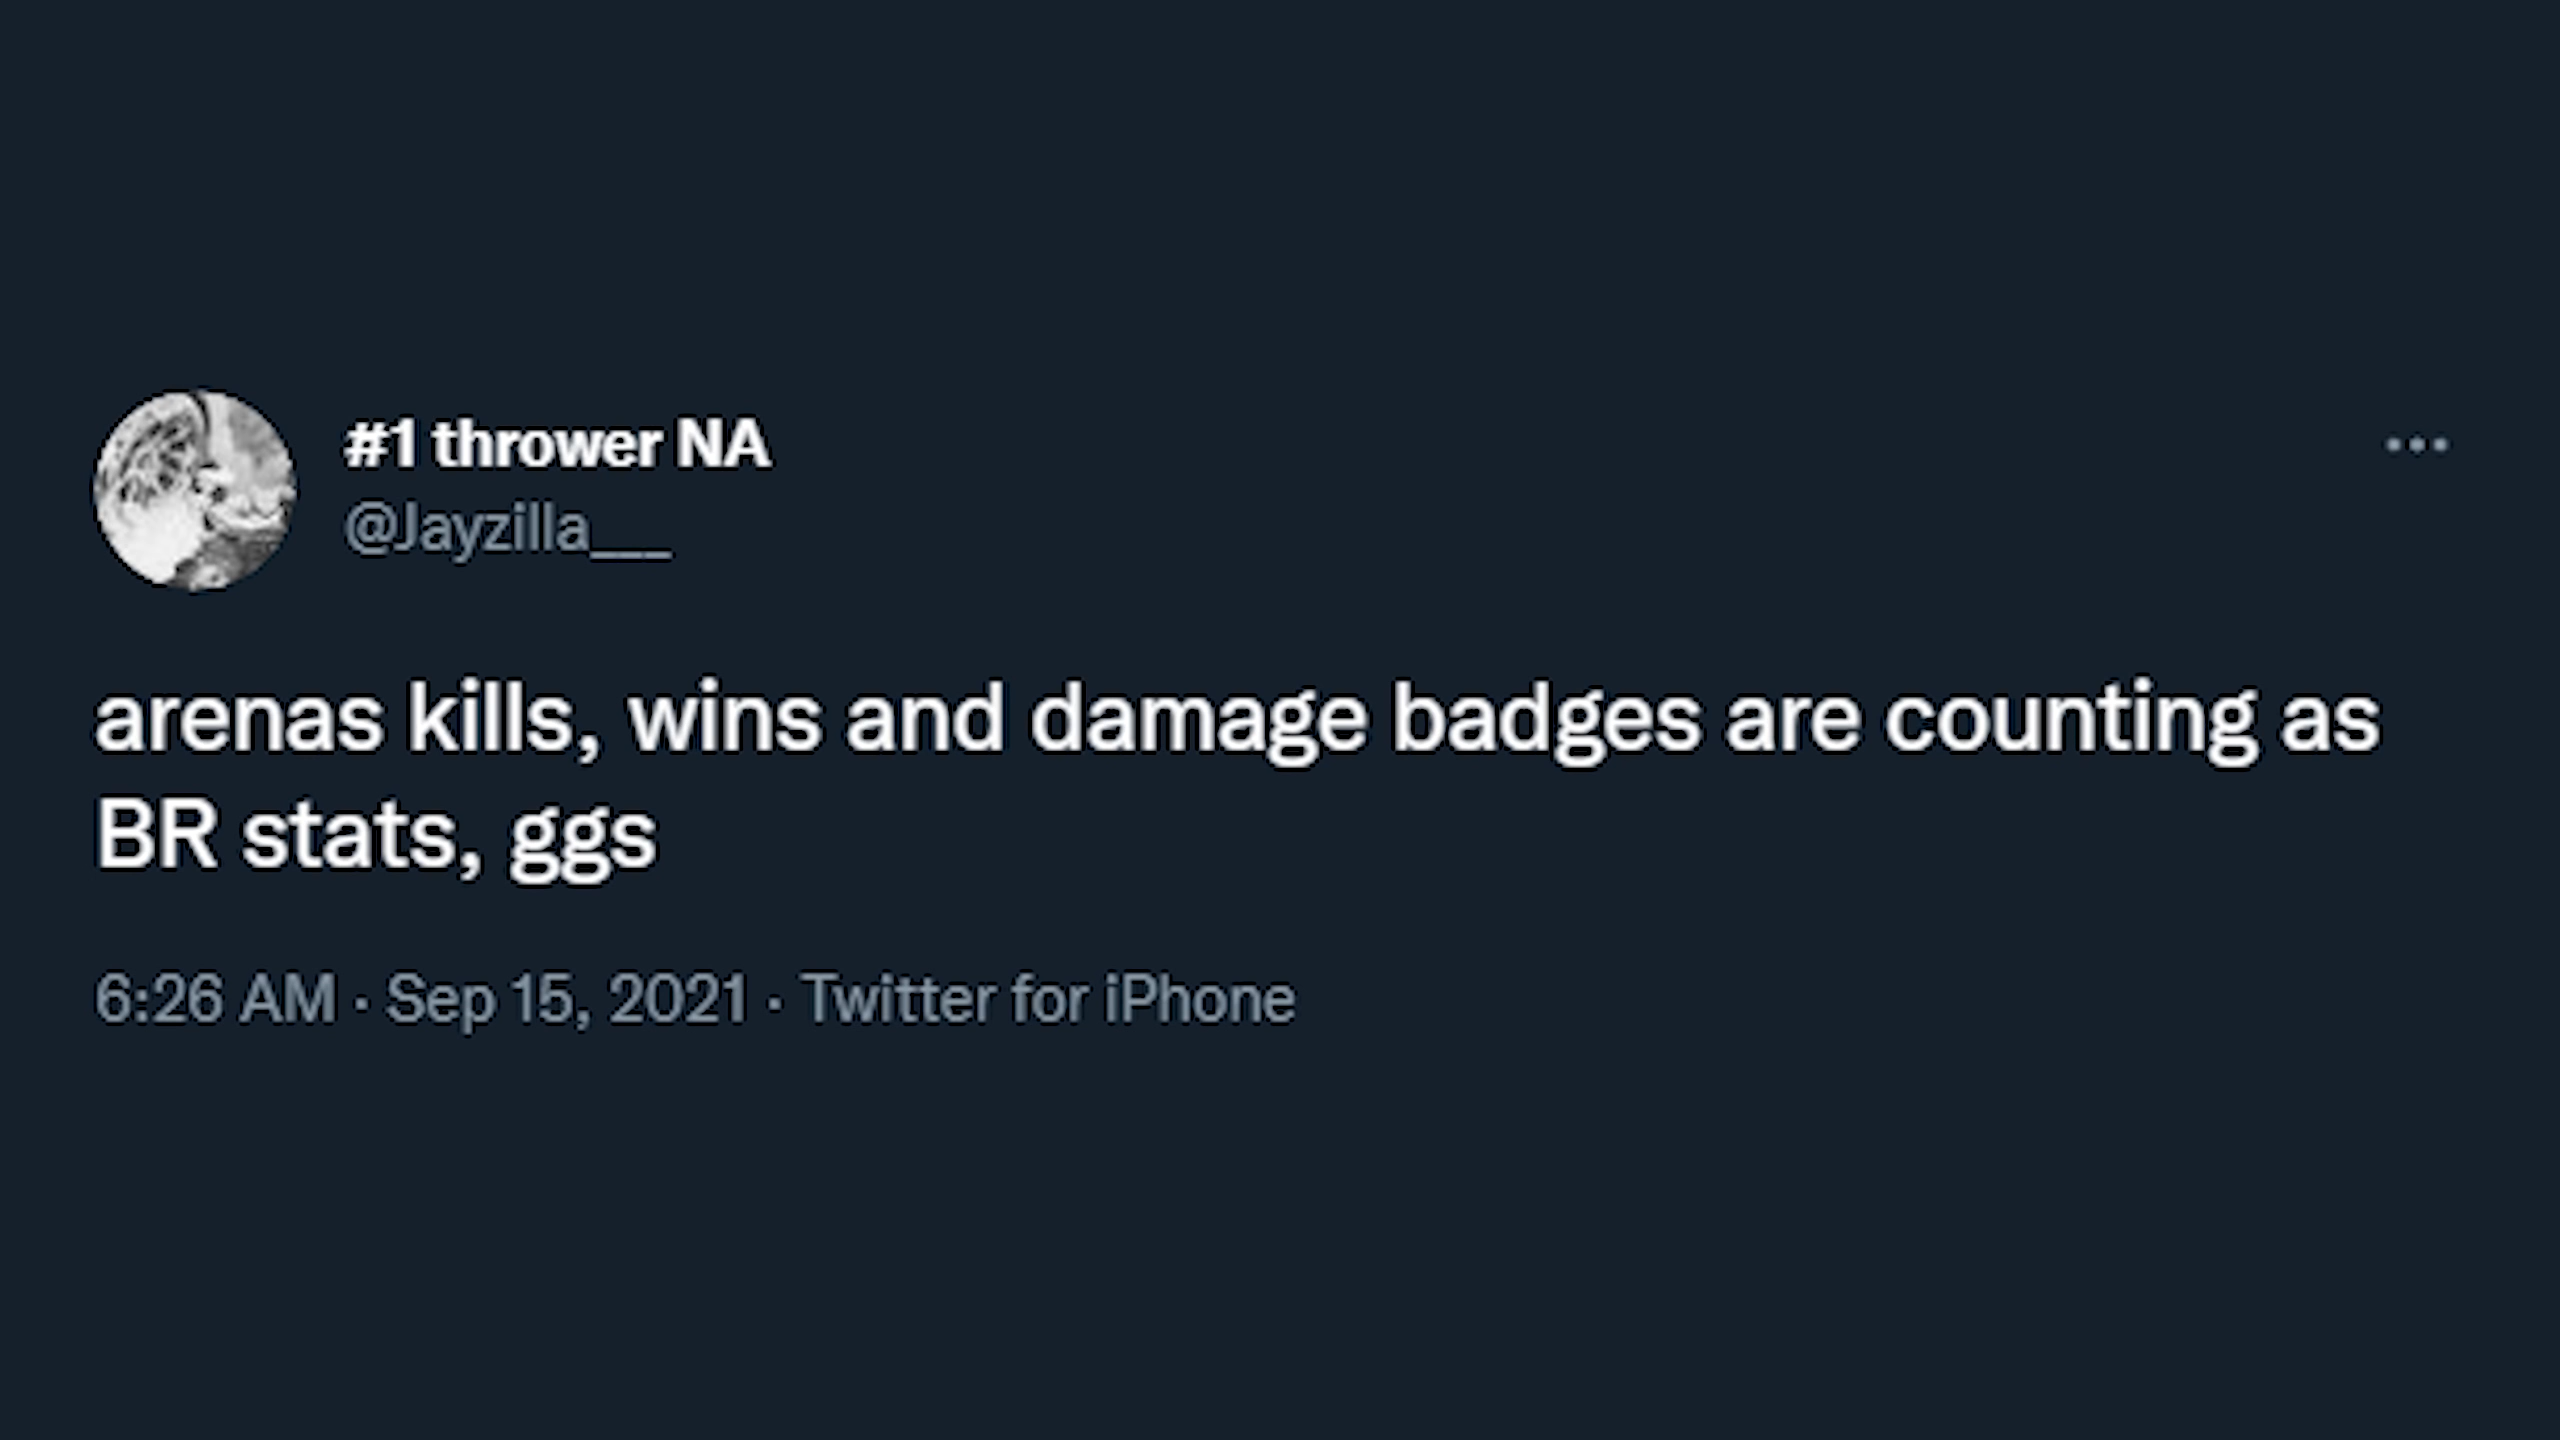 #1 thrower NA
@Jayzilla___
arenas kills, wins and damage badges are counting as
BR stats, ggs
6:26 AM · Sep 15, 2021 · Twitter for iPhone